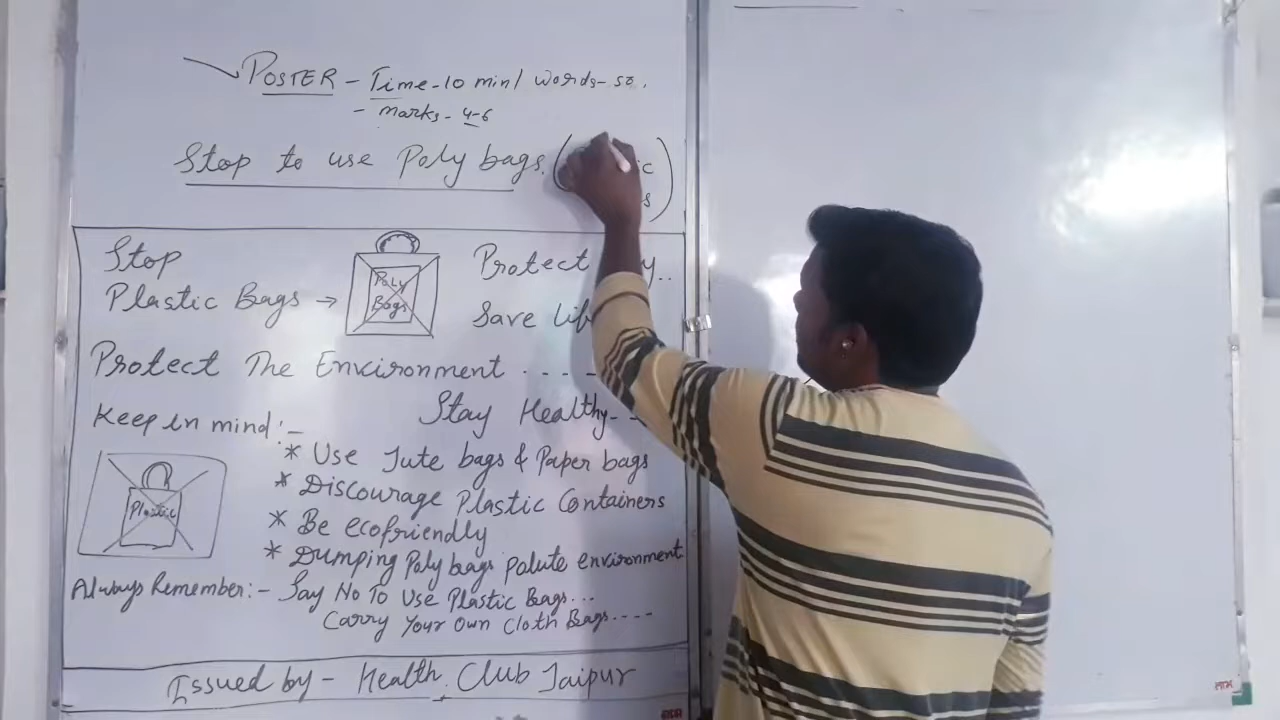 POSTER - Time - 10 min / words - 50.
- Marks - 4-6
Stop to use Poly bags. (
Stop
Plastic Bags →
Poly
Bags
Protect
Save
Protect The Environment . . . .
Stay Healthy - -
Keep in mind :-
* Use Jute bags & Paper bags
* Discourage Plastic Containers
* Be ecofriendly
* Dumping Poly bags polute environment
Plastic
Always Remember :- Say No To Use Plastic Bags...
Carry Your Own Cloth Bags....
Issued by - Health Club Jaipur